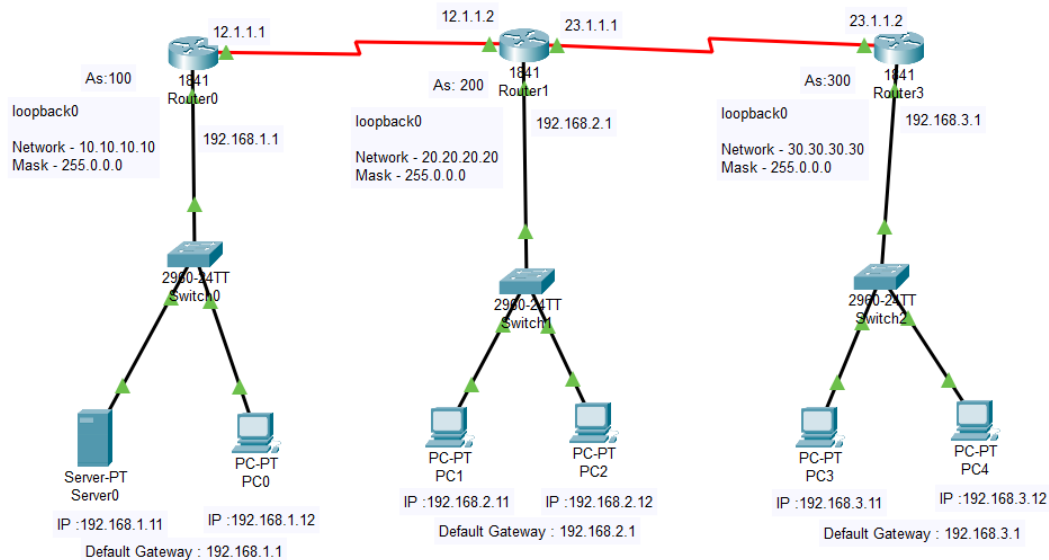 12.1.1.1
12.1.1.2
23.1.1.1
23.1.1.2
1841
Router0
As:100
loopback0
Network - 10.10.10.10
Mask - 255.0.0.0
192.168.1.1
1841
Router1
As: 200
loopback0
Network - 20.20.20.20
Mask - 255.0.0.0
192.168.2.1
1841
Router3
As:300
loopback0
Network - 30.30.30.30
Mask - 255.0.0.0
192.168.3.1
2960-24TT
Switch0
2960-24TT
Switch1
2960-24TT
Switch2
Server-PT
Server0
PC-PT
PC0
PC-PT
PC1
PC-PT
PC2
PC-PT
PC3
PC-PT
PC4
IP :192.168.1.11
IP :192.168.1.12
Default Gateway : 192.168.1.1
IP :192.168.2.11
IP :192.168.2.12
Default Gateway : 192.168.2.1
IP :192.168.3.11
IP :192.168.3.12
Default Gateway : 192.168.3.1